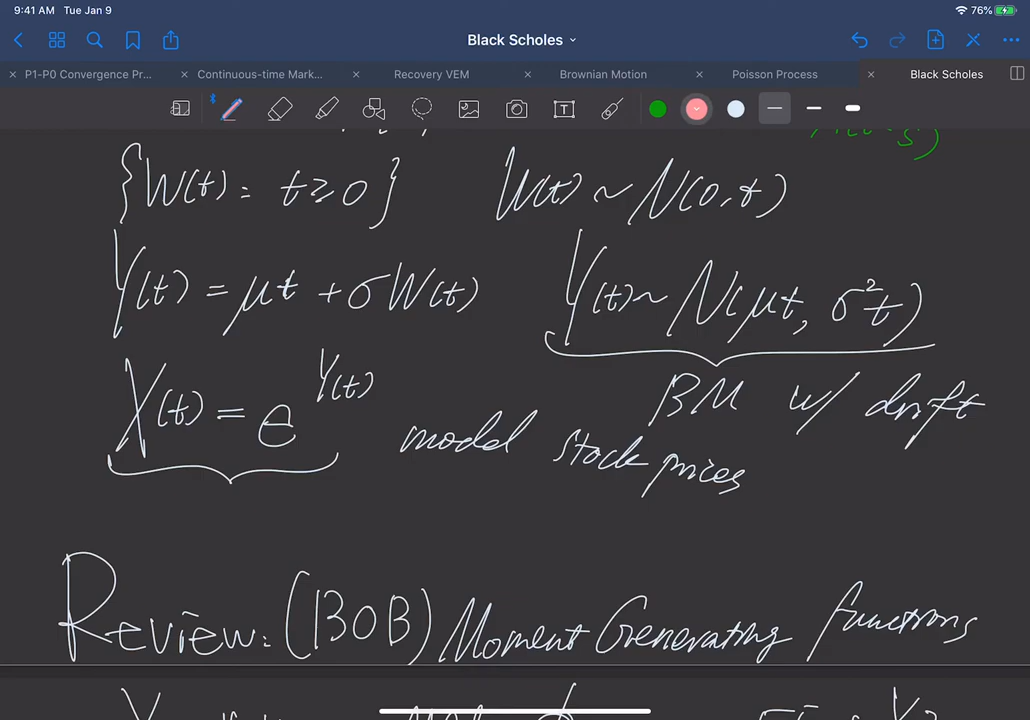 9:41 AM Tue Jan 9 76%
Black Scholes
P1-P0 Convergence Pr... Continuous-time Mark... Recovery VEM Brownian Motion Poisson Process Black Scholes
{W(t) = t ≥ 0} W(t) ~ N(0, t)
Y(t) = μt + σW(t) Y(t) ~ N(μt, σ²t)
BM w/ drift
X(t) = e^Y(t) model stock prices
Review: (130B) Moment Generating functions